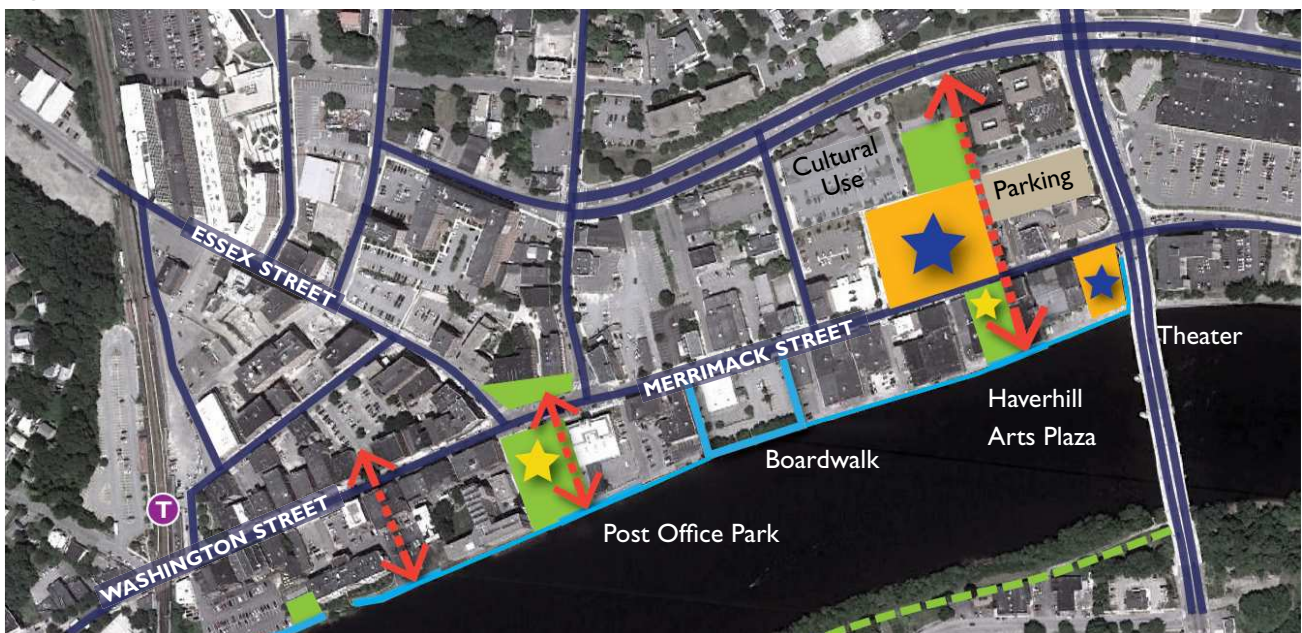 Cultural
Use
Parking
ESSEX STREET
MERRIMACK STREET
Theater
Haverhill
Arts Plaza
Boardwalk
Post Office Park
T
WASHINGTON STREET